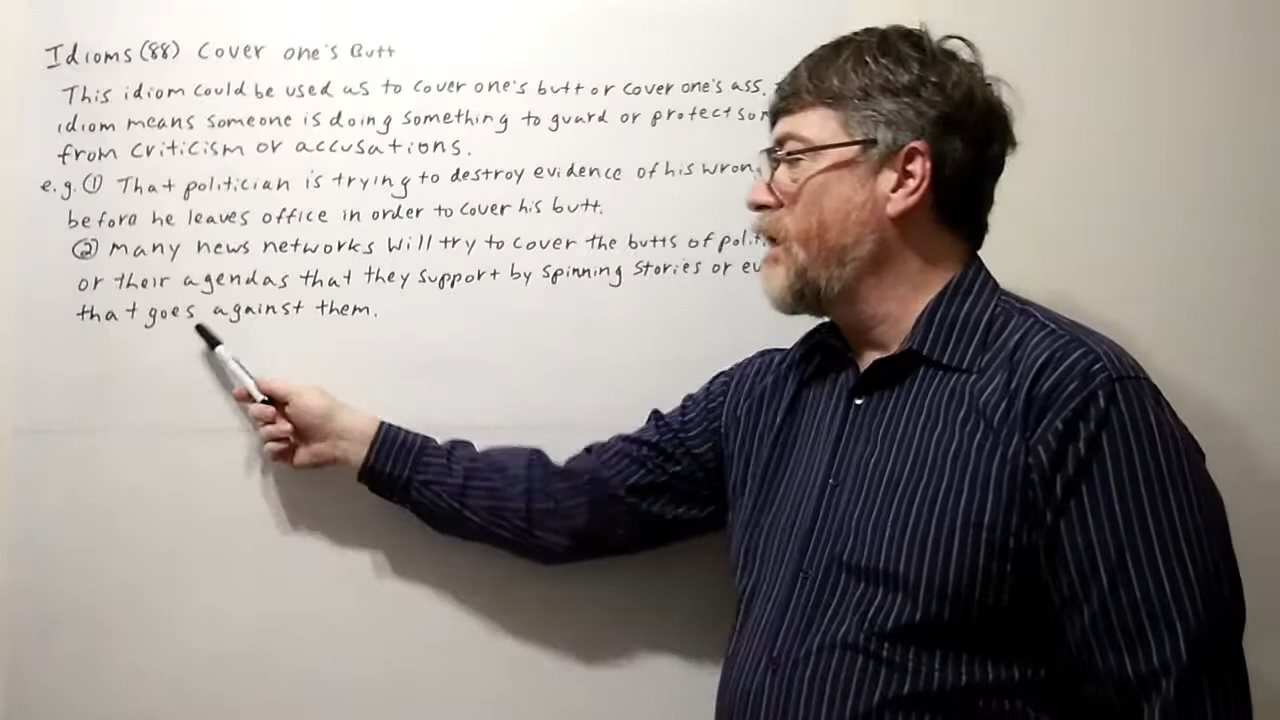 Idioms (88) Cover one's Butt
This idiom could be used as to cover one's butt or cover one's ass.
idiom means someone is doing something to guard or protect
from criticism or accusations.
e.g. ① That politician is trying to destroy evidence of his
before he leaves office in order to cover his butt.
② Many news networks will try to cover the butts of
or their agendas that they support by spinning stories or
that goes against them.